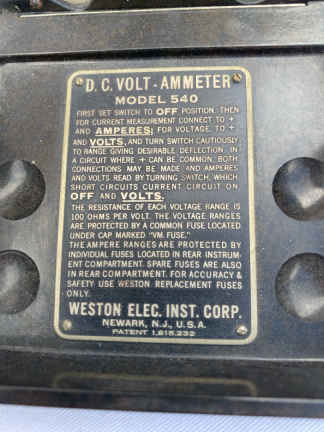 D.C. VOLT-AMMETER
MODEL 540
FIRST SET SWITCH TO OFF POSITION, THEN
FOR CURRENT MEASUREMENT CONNECT TO +
AND AMPERES; FOR VOLTAGE, TO +
AND VOLTS, AND TURN SWITCH CAUTIOUSLY
TO RANGE GIVING DESIRABLE DEFLECTION. IN
A CIRCUIT WHERE + CAN BE COMMON, BOTH
CONNECTIONS MAY BE MADE AND AMPERES
AND VOLTS READ BY TURNING SWITCH, WHICH
SHORT CIRCUITS CURRENT CIRCUIT ON
OFF AND VOLTS.
THE RESISTANCE OF EACH VOLTAGE RANGE IS
100 OHMS PER VOLT. THE VOLTAGE RANGES
ARE PROTECTED BY A COMMON FUSE LOCATED
UNDER CAP MARKED "VM. FUSE."
THE AMPERE RANGES ARE PROTECTED BY
INDIVIDUAL FUSES LOCATED IN REAR INSTRUM-
ENT COMPARTMENT. SPARE FUSES ARE ALSO
IN REAR COMPARTMENT. FOR ACCURACY &
SAFETY USE WESTON REPLACEMENT FUSES
ONLY.
WESTON ELEC. INST. CORP.
NEWARK, N.J., U.S.A.
PATENT 1,615,232